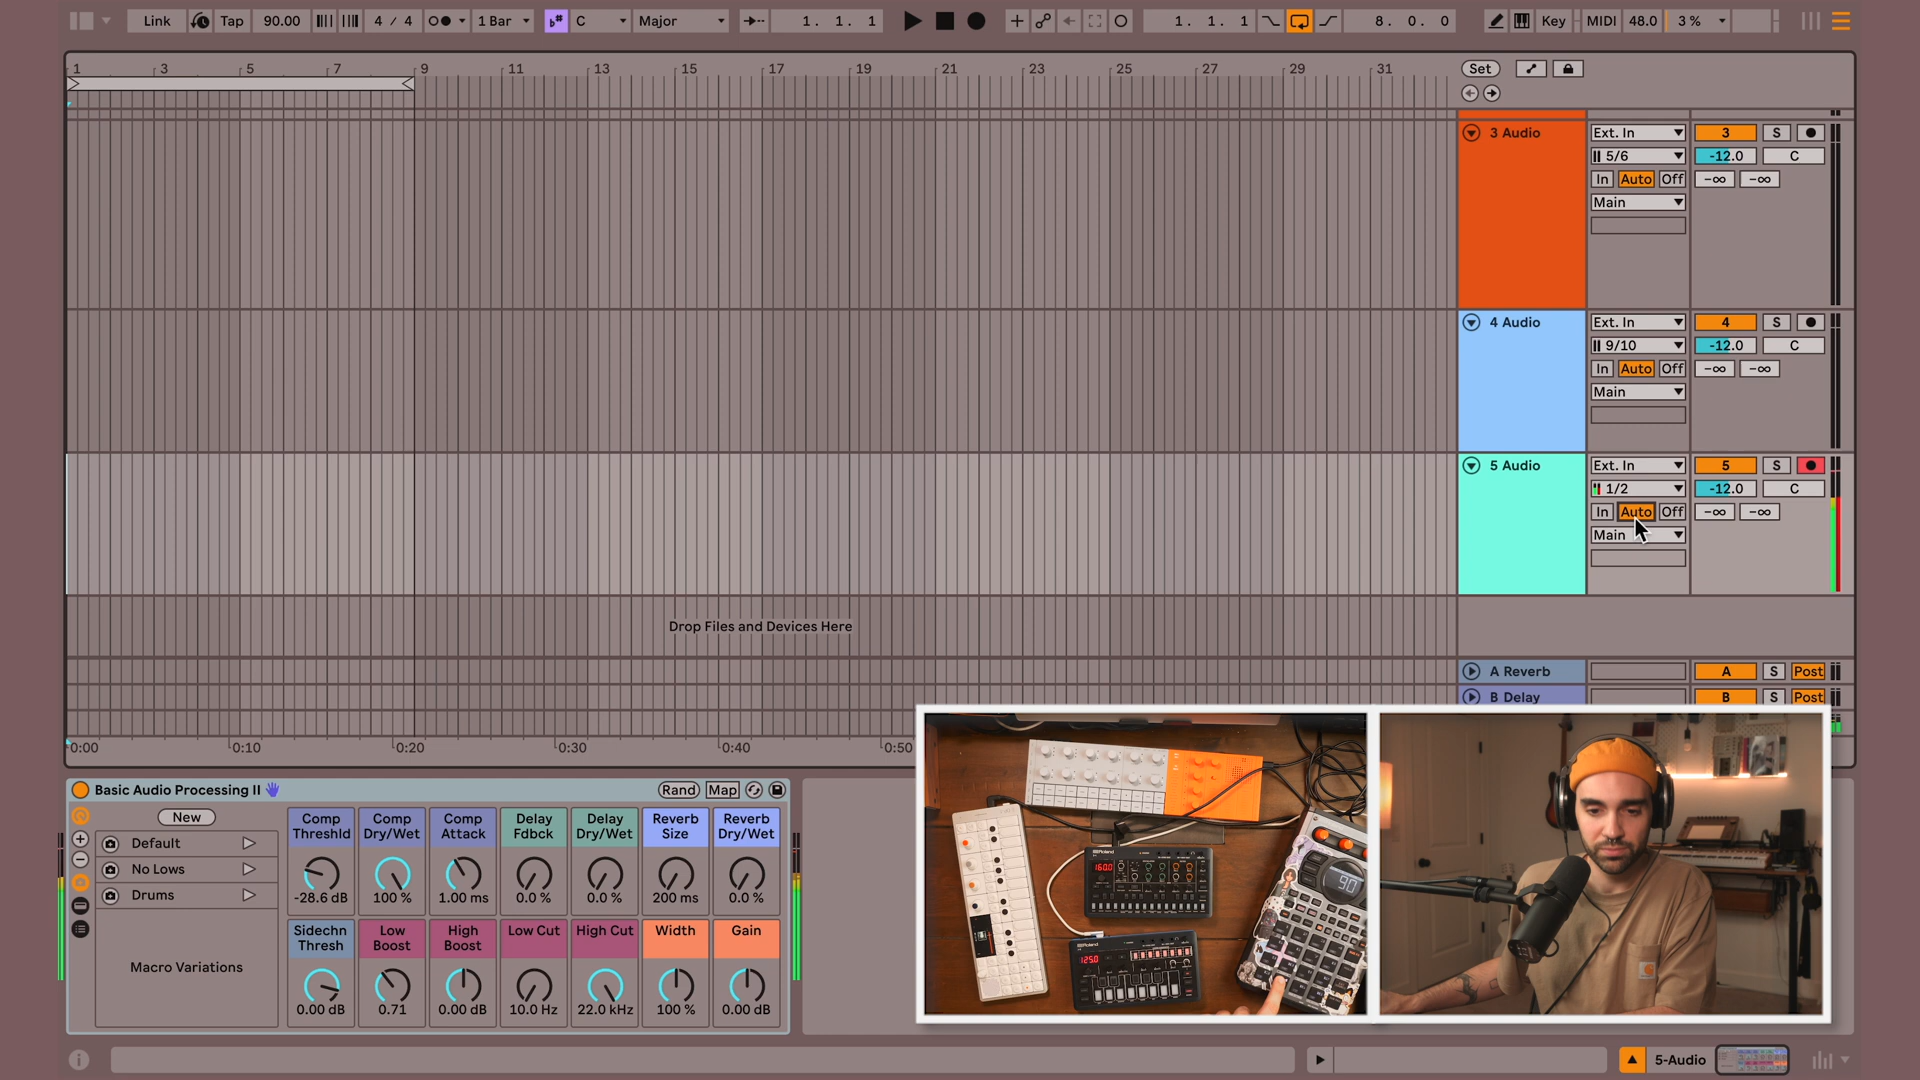 Link Tap 90.00 4 / 4 1 Bar C Major 1. 1. 1 1. 1. 1 8. 0. 0 Key MIDI 48.0 3 %
1 3 5 7 9 11 13 15 17 19 21 23 25 27 29 31 Set
3 Audio Ext. In 3 S
5/6 -12.0 C
In Auto Off -∞ -∞
Main
4 Audio Ext. In 4 S
9/10 -12.0 C
In Auto Off -∞ -∞
Main
5 Audio Ext. In 5 S
1/2 -12.0 C
In Auto Off -∞ -∞
Main
Drop Files and Devices Here
A Reverb A S Post
B Delay B S Post
0:00 0:10 0:20 0:30 0:40 0:50
Basic Audio Processing II Rand Map
New
Default
No Lows
Drums
Macro Variations
Comp Threshld
-28.6 dB
Comp Dry/Wet
100 %
Comp Attack
1.00 ms
Delay Fdbck
0.0 %
Delay Dry/Wet
0.0 %
Reverb Size
200 ms
Reverb Dry/Wet
0.0 %
Sidechn Thresh
0.00 dB
Low Boost
0.71
High Boost
0.00 dB
Low Cut
10.0 Hz
High Cut
22.0 kHz
Width
100 %
Gain
0.00 dB
Roland
160.0
90
Roland
125.0
5-Audio